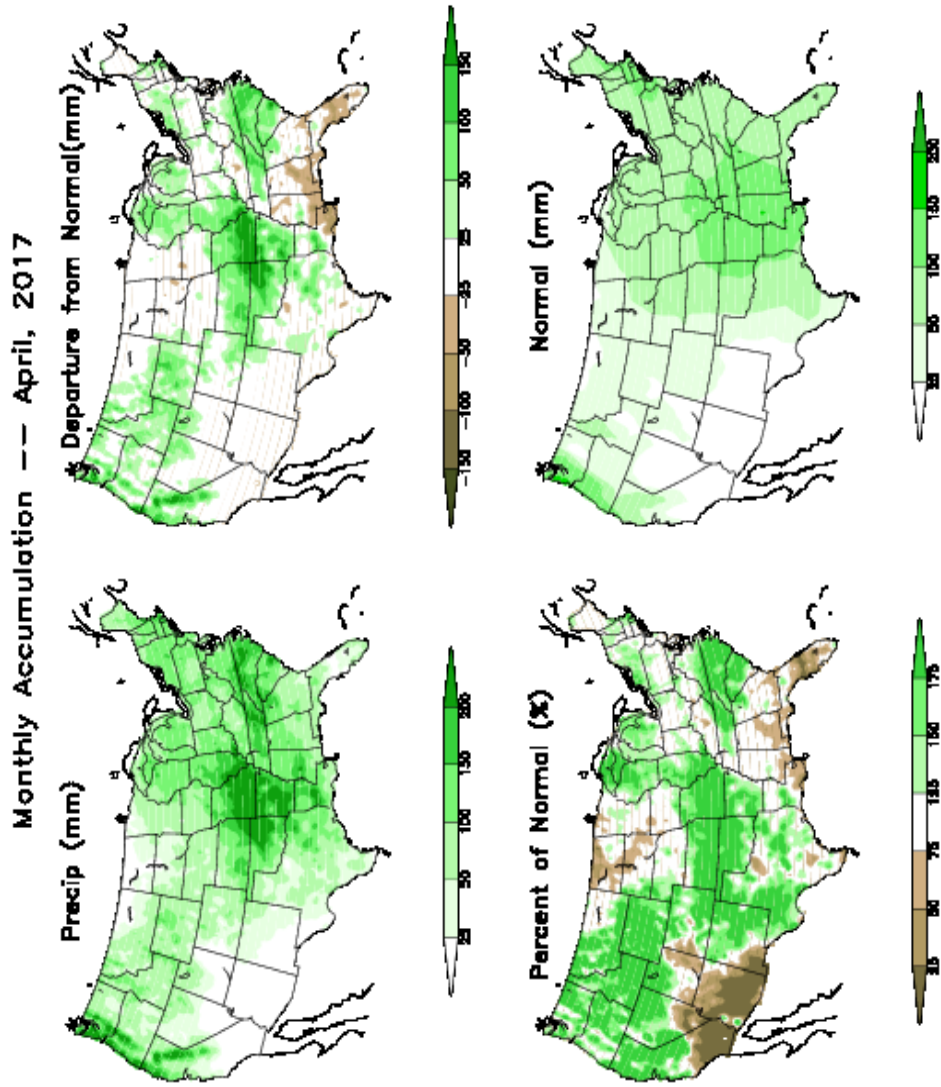 Monthly Accumulation -- April, 2017
Precip (mm)
25 50 100 150 200
Departure from Normal(mm)
-150 -100 -50 -25 25 50 100 150
Percent of Normal (%)
25 50 75 125 150 175
Normal (mm)
25 50 100 150 200